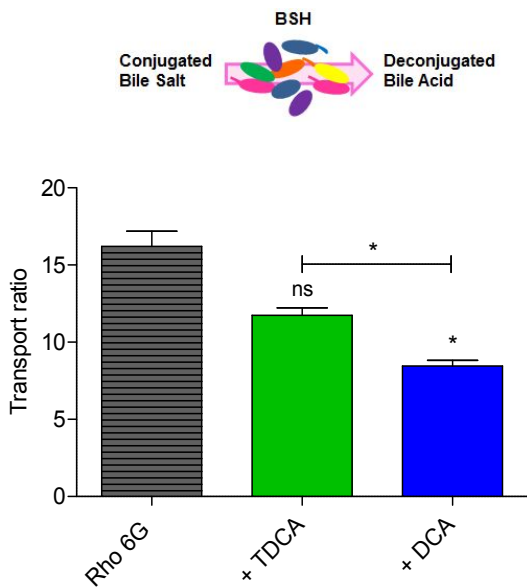 BSH
Conjugated
Bile Salt
Deconjugated
Bile Acid
20
15
10
5
0
Transport ratio
*
ns
*
Rho 6G
+ TDCA
+ DCA